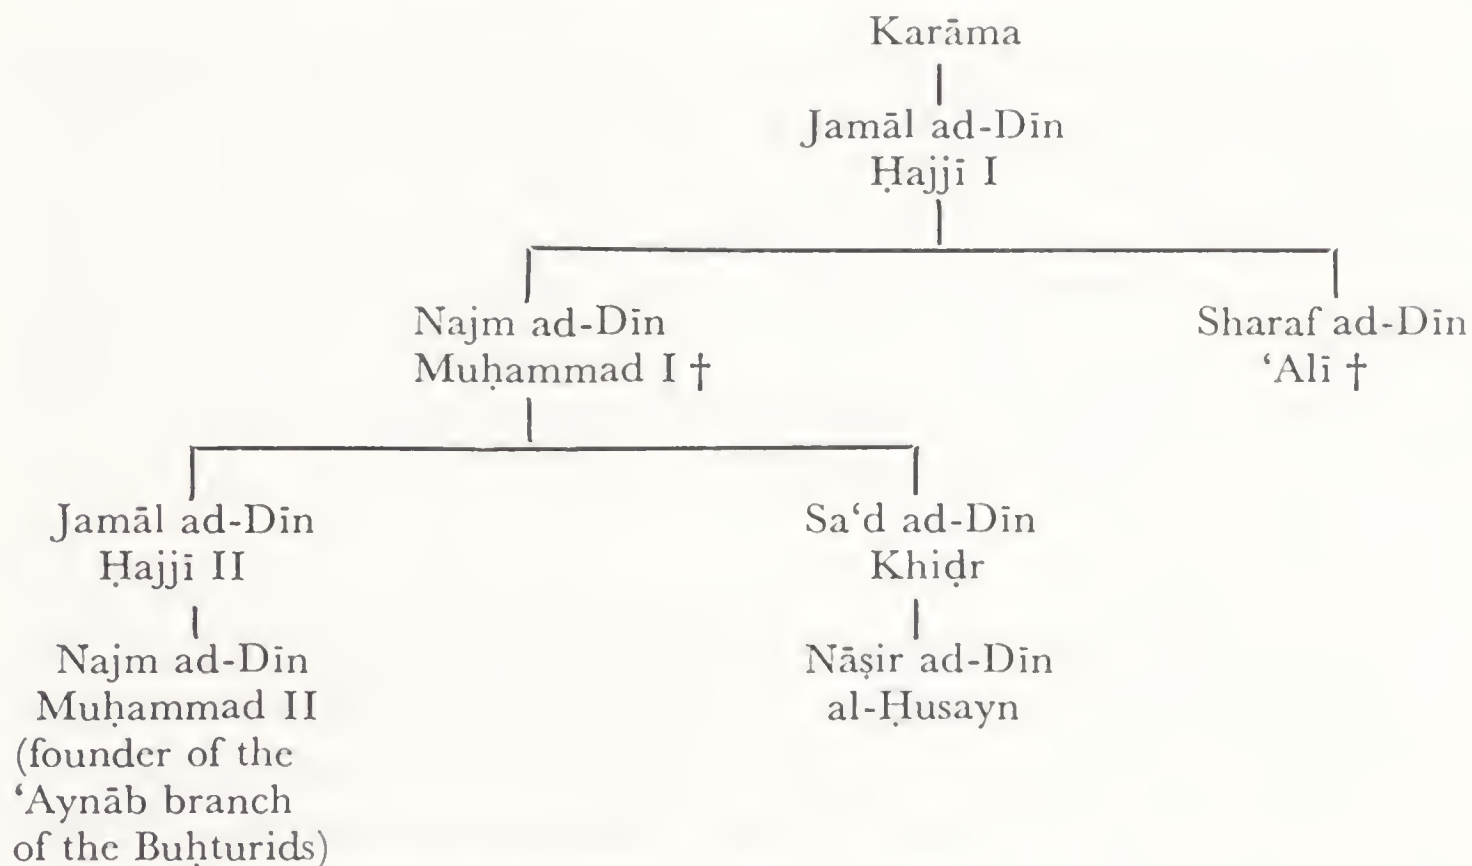 Karāma
Jamāl ad-Dīn
Ḥajjī I
Najm ad-Dīn
Muḥammad I †
Sharaf ad-Dīn
‘Alī †
Jamāl ad-Dīn
Ḥajjī II
Sa‘d ad-Dīn
Khiḍr
Najm ad-Dīn
Muḥammad II
(founder of the
‘Aynāb branch
of the Buḥturids)
Nāṣir ad-Dīn
al-Ḥusayn